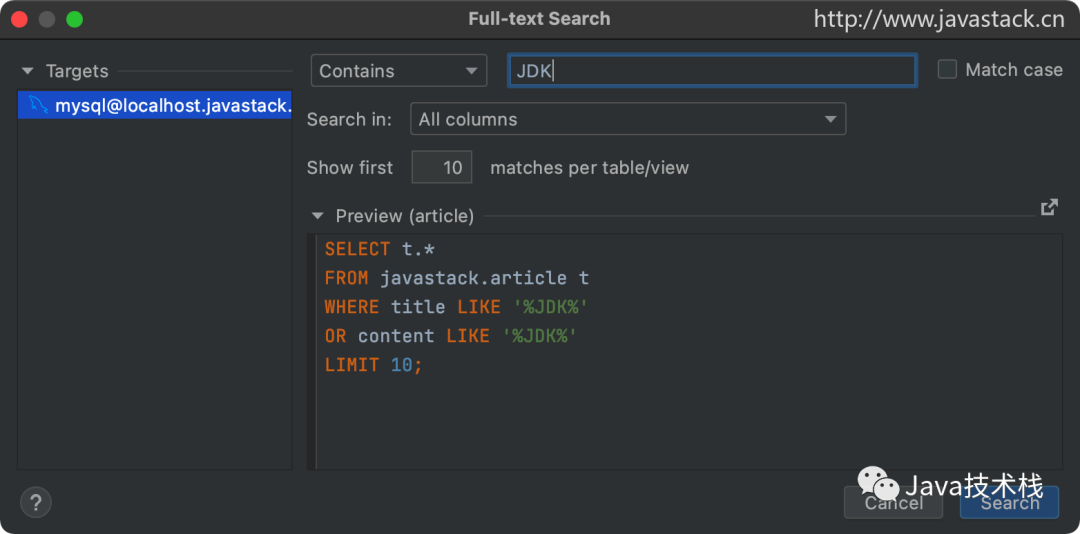 Full-text Search
http://www.javastack.cn
Targets
mysql@localhost.javastack.
Contains
JDK
Match case
Search in:
All columns
Show first
10
matches per table/view
Preview (article)
SELECT t.*
FROM javastack.article t
WHERE title LIKE '%JDK%'
OR content LIKE '%JDK%'
LIMIT 10;
?
Java技术栈
Cancel
Search